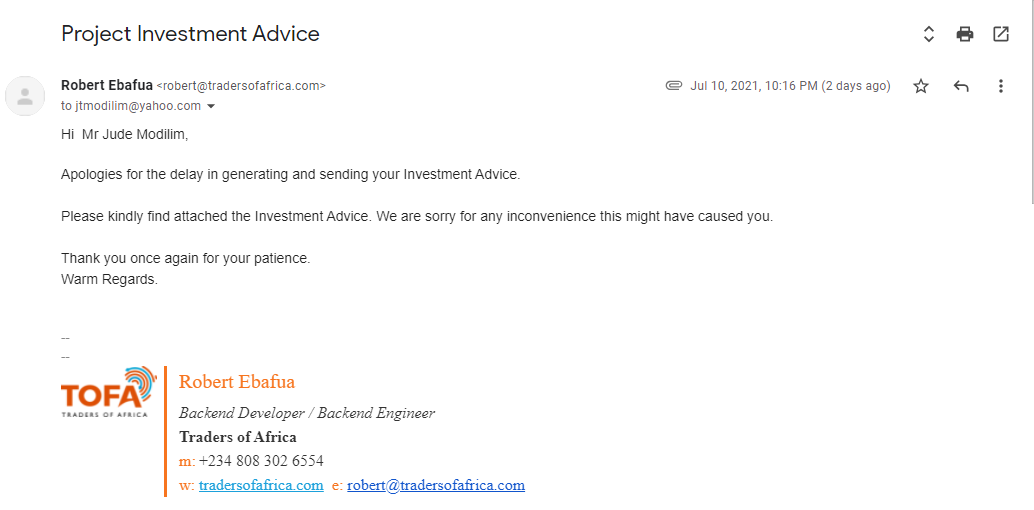 Project Investment Advice
Robert Ebafua <robert@tradersofafrica.com>
Jul 10, 2021, 10:16 PM (2 days ago)
to jtmodilim@yahoo.com
Hi  Mr Jude Modilim,
Apologies for the delay in generating and sending your Investment Advice.
Please kindly find attached the Investment Advice. We are sorry for any inconvenience this might have caused you.
Thank you once again for your patience.
Warm Regards.
--
--
TOFA
TRADERS OF AFRICA
Robert Ebafua
Backend Developer / Backend Engineer
Traders of Africa
m: +234 808 302 6554
w: tradersofafrica.com  e: robert@tradersofafrica.com